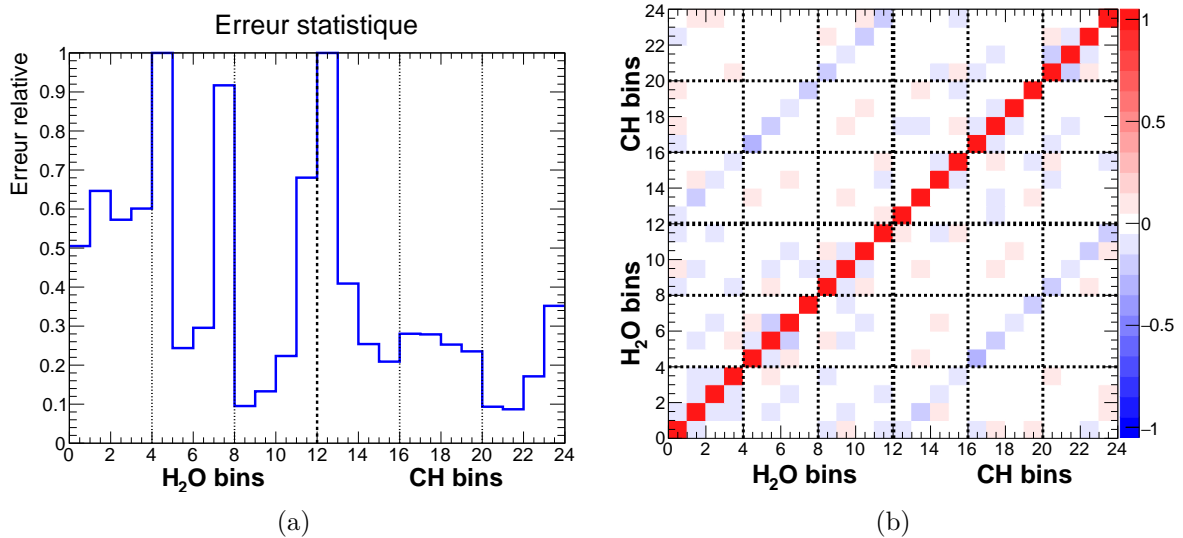 Erreur statistique
Erreur relative
1
0.9
0.8
0.7
0.6
0.5
0.4
0.3
0.2
0.1
0
0 2 4 6 8 10 12 14 16 18 20 22 24
H2O bins CH bins
(a)
24
22
20
18
16
14
12
10
8
6
4
2
0
CH bins
H2O bins
0 2 4 6 8 10 12 14 16 18 20 22 24
H2O bins CH bins
1
0.5
0
−0.5
−1
(b)